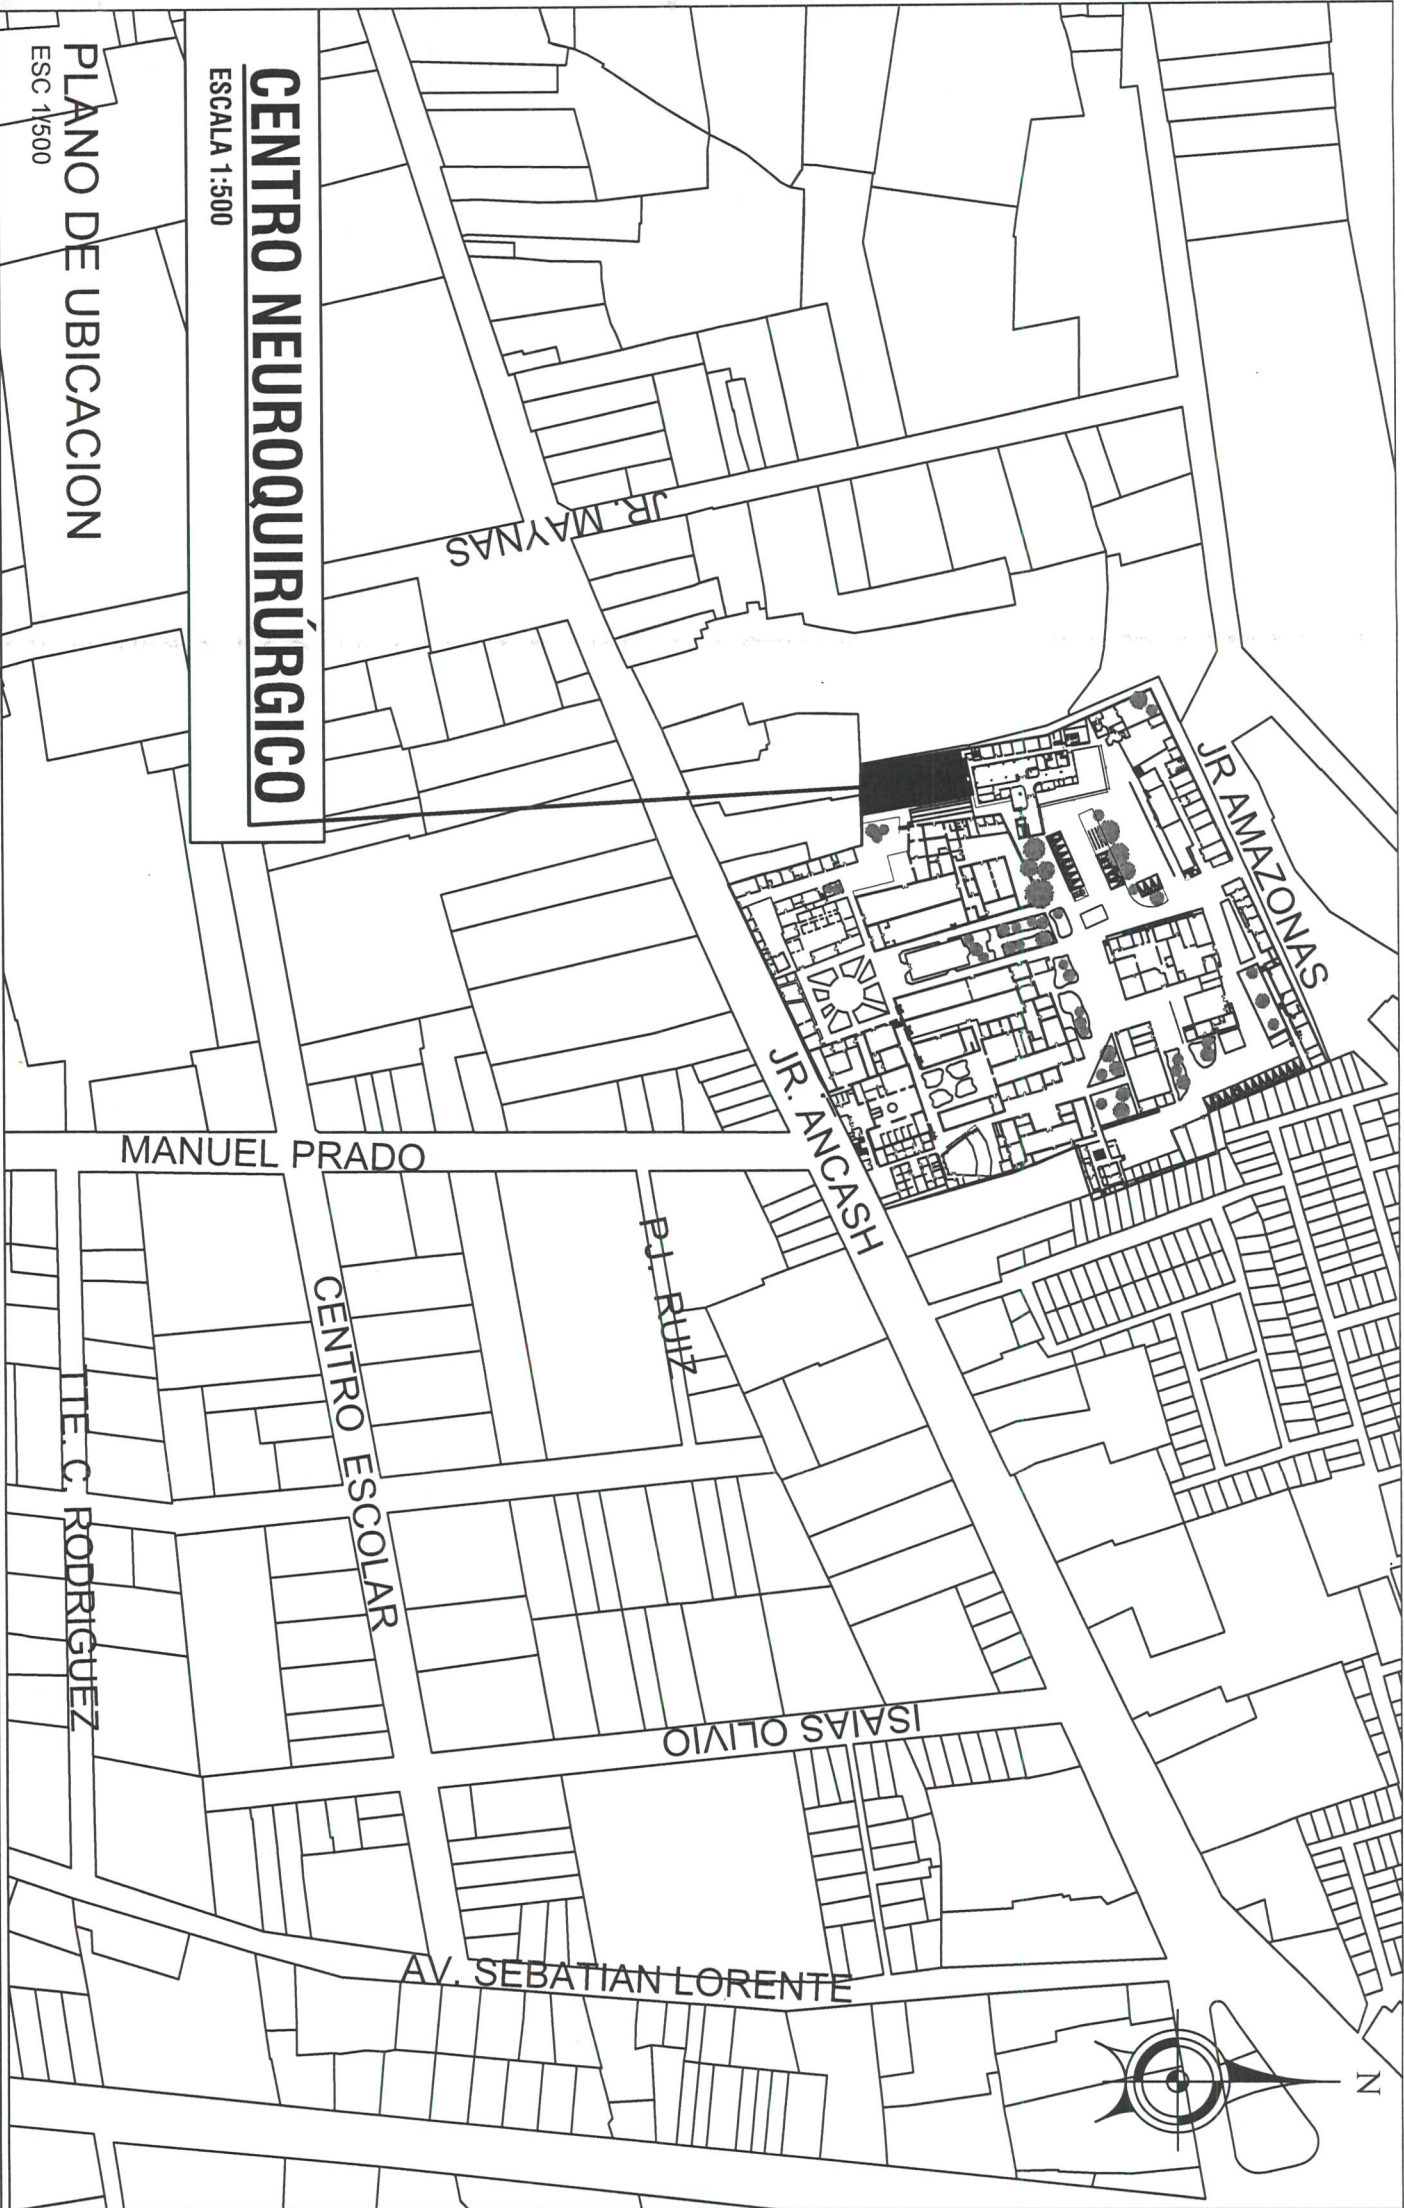 PLANO DE UBICACION
ESC 1/500
CENTRO NEUROQUIRÚRGICO
ESCALA 1:500
JR. MAYNAS
JR AMAZONAS
JR. ANCASH
MANUEL PRADO
PJ. RUIZ
CENTRO ESCOLAR
TTE. C, RODRIGUEZ
ISAIAS OLIVIO
AV. SEBATIAN LORENTE
N